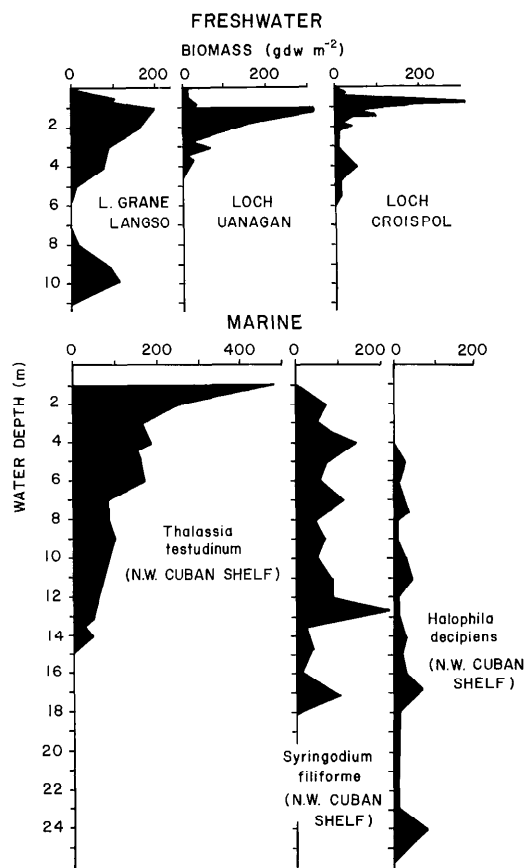 FRESHWATER
BIOMASS (gdw m⁻²)
0 200 0 200 0 200
2
4
6
8
10
L. GRANE
LANGSO
LOCH
UANAGAN
LOCH
CROISPOL
MARINE
0 200 400 0 200 0 200
WATER DEPTH (m)
2
4
6
8
10
12
14
16
18
20
22
24
Thalassia
testudinum
(N.W. CUBAN SHELF)
Halophila
decipiens
(N.W. CUBAN
SHELF)
Syringodium
filiforme
(N.W. CUBAN
SHELF)